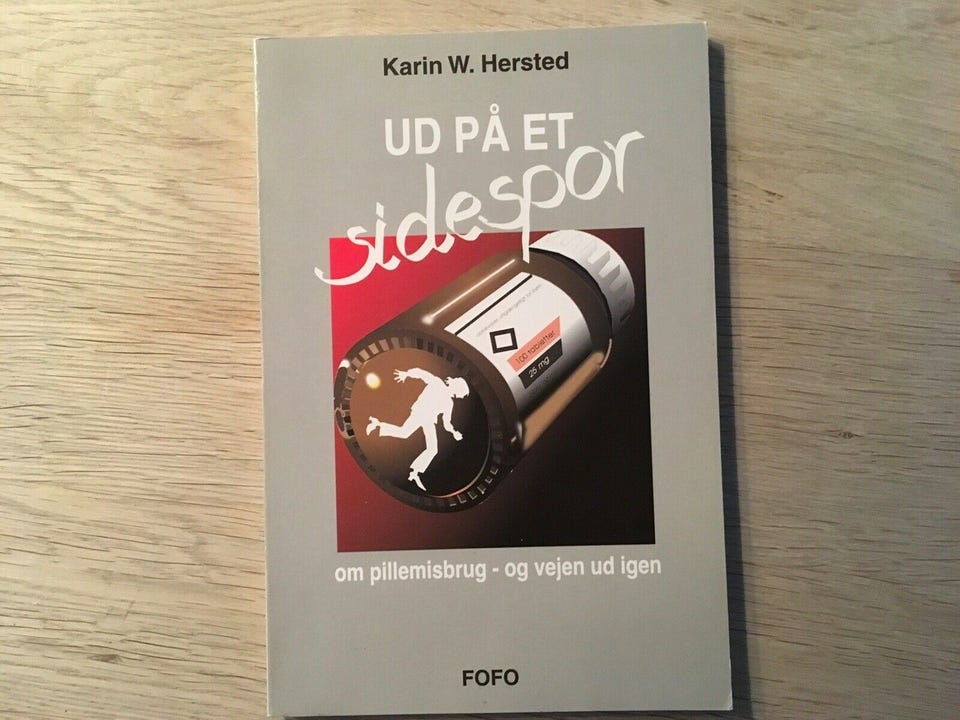 Karin W. Hersted
UD PÅ ET
sidespor
100 tabletter
25 mg
om pillemisbrug - og vejen ud igen
FOFO